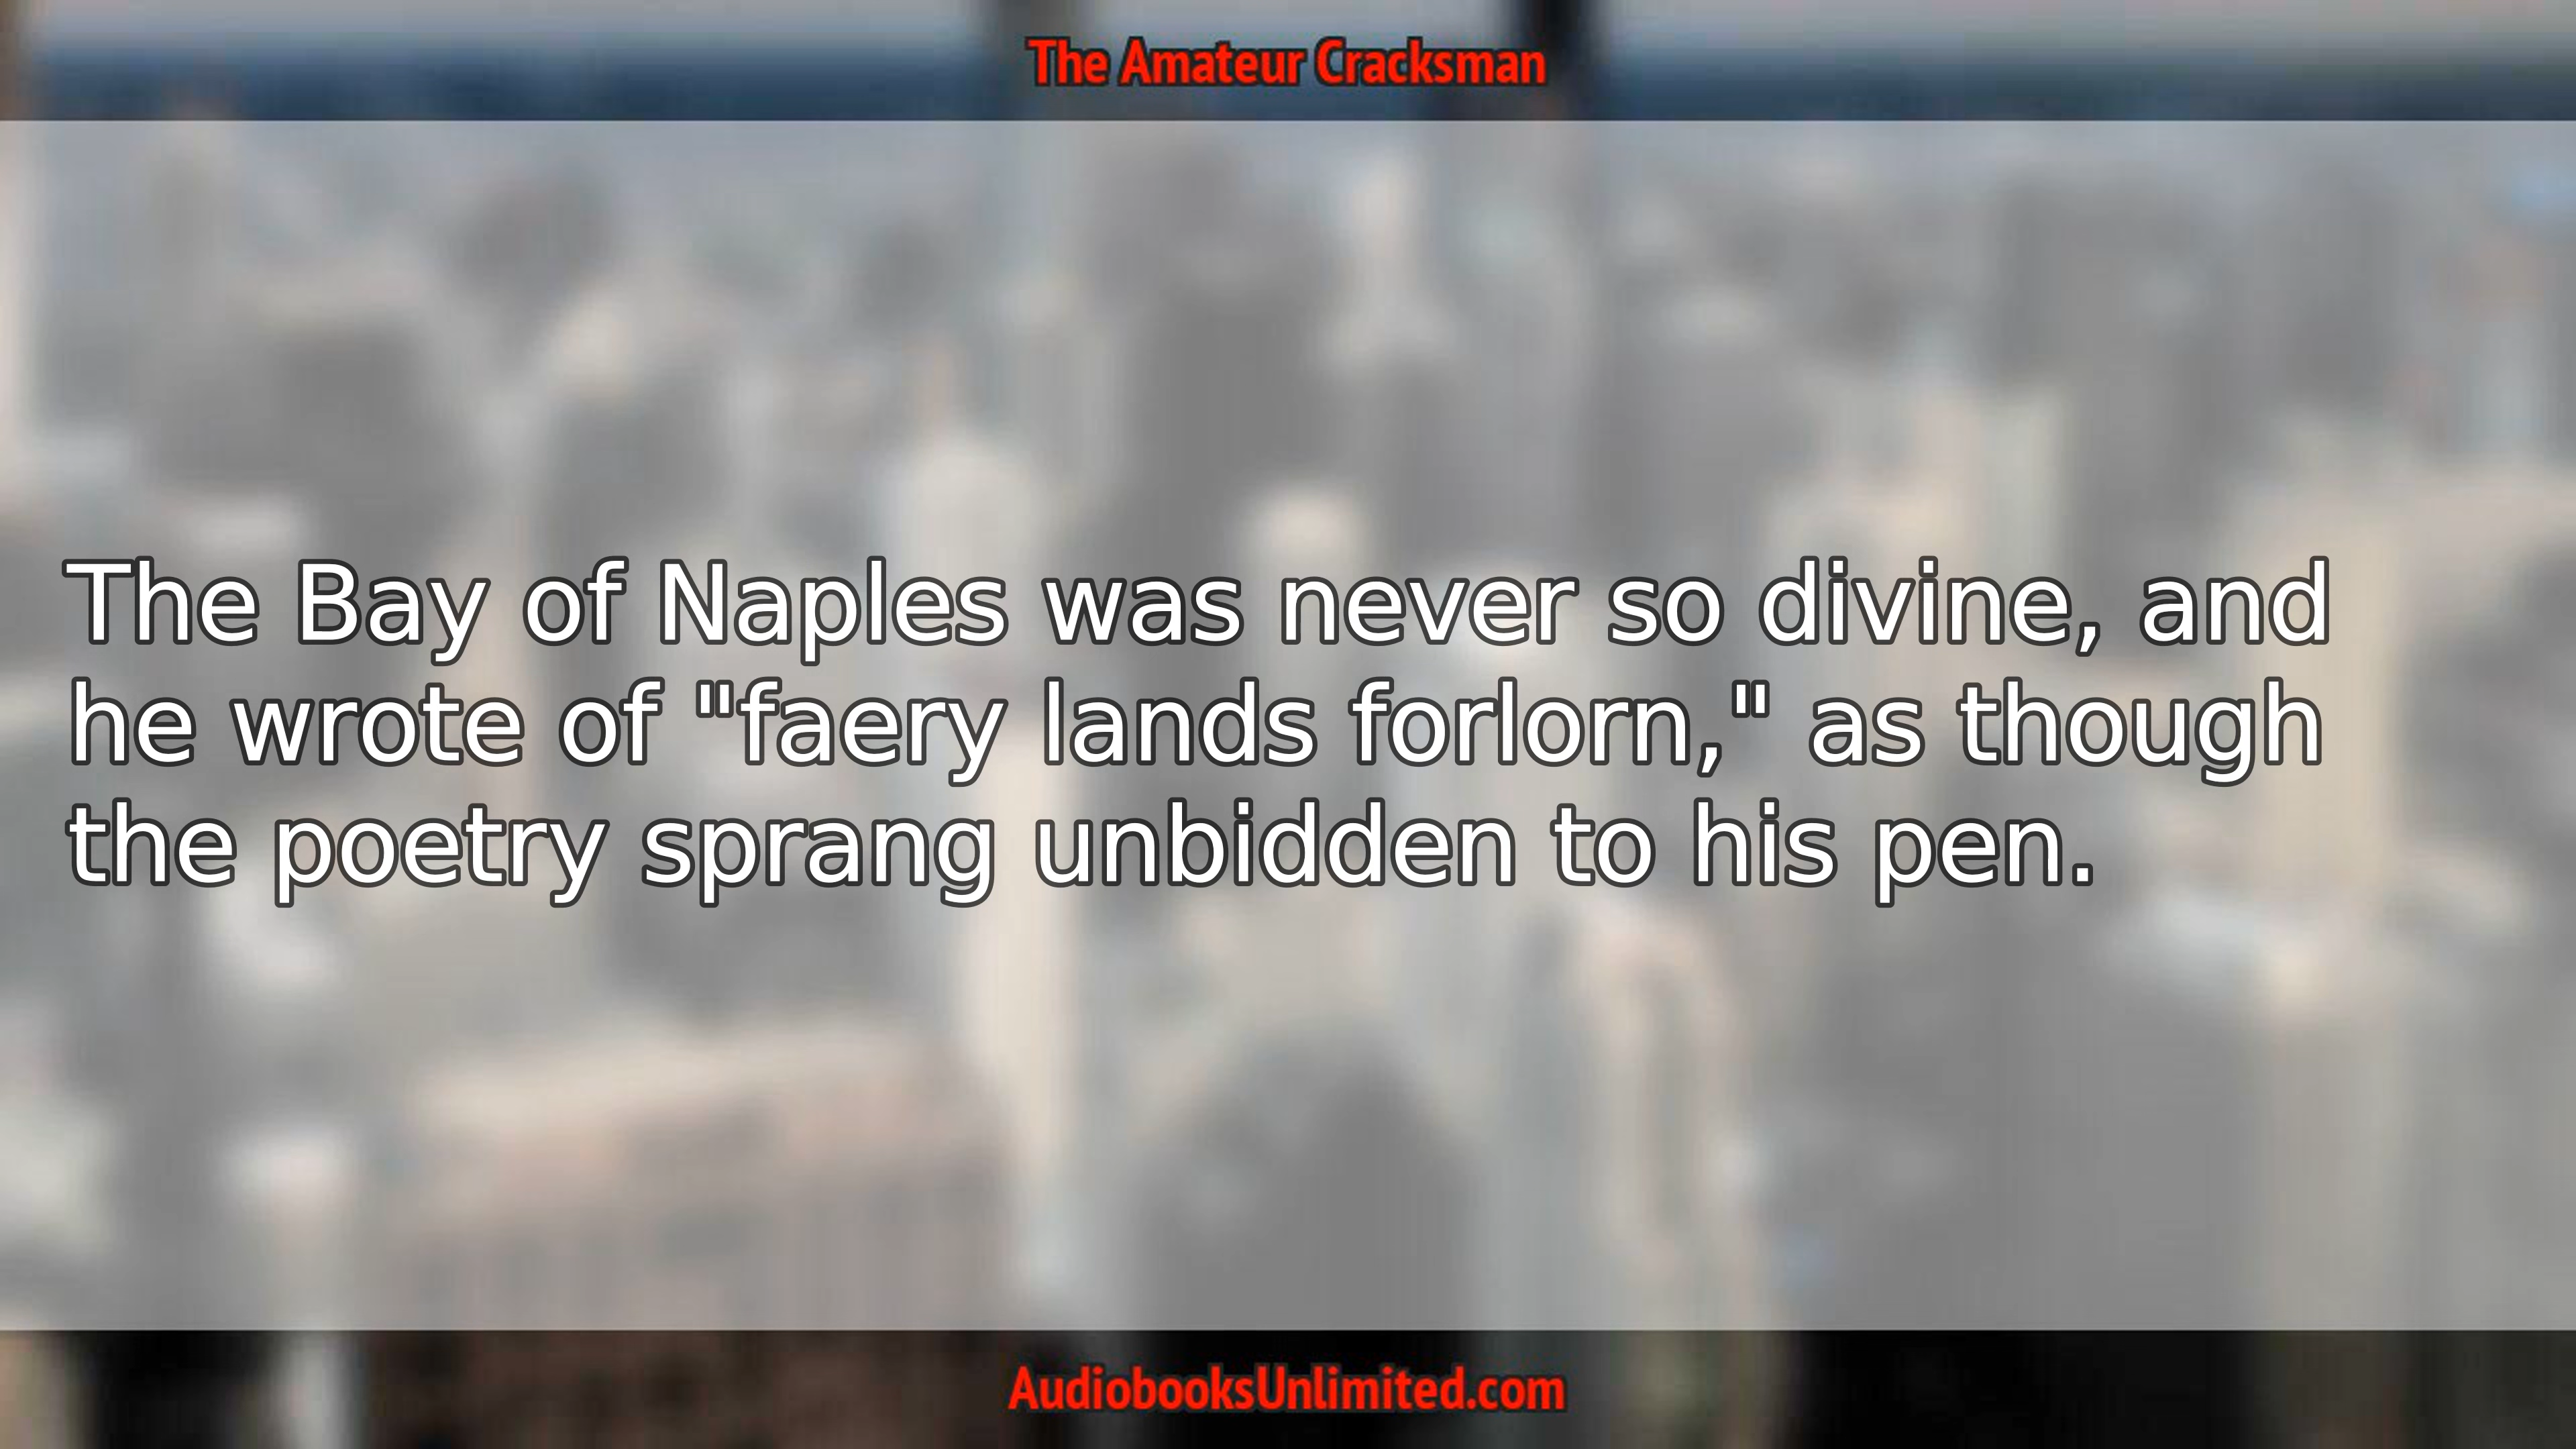 The Amateur Cracksman
The Bay of Naples was never so divine, and
he wrote of "faery lands forlorn," as though
the poetry sprang unbidden to his pen.
AudiobooksUnlimited.com